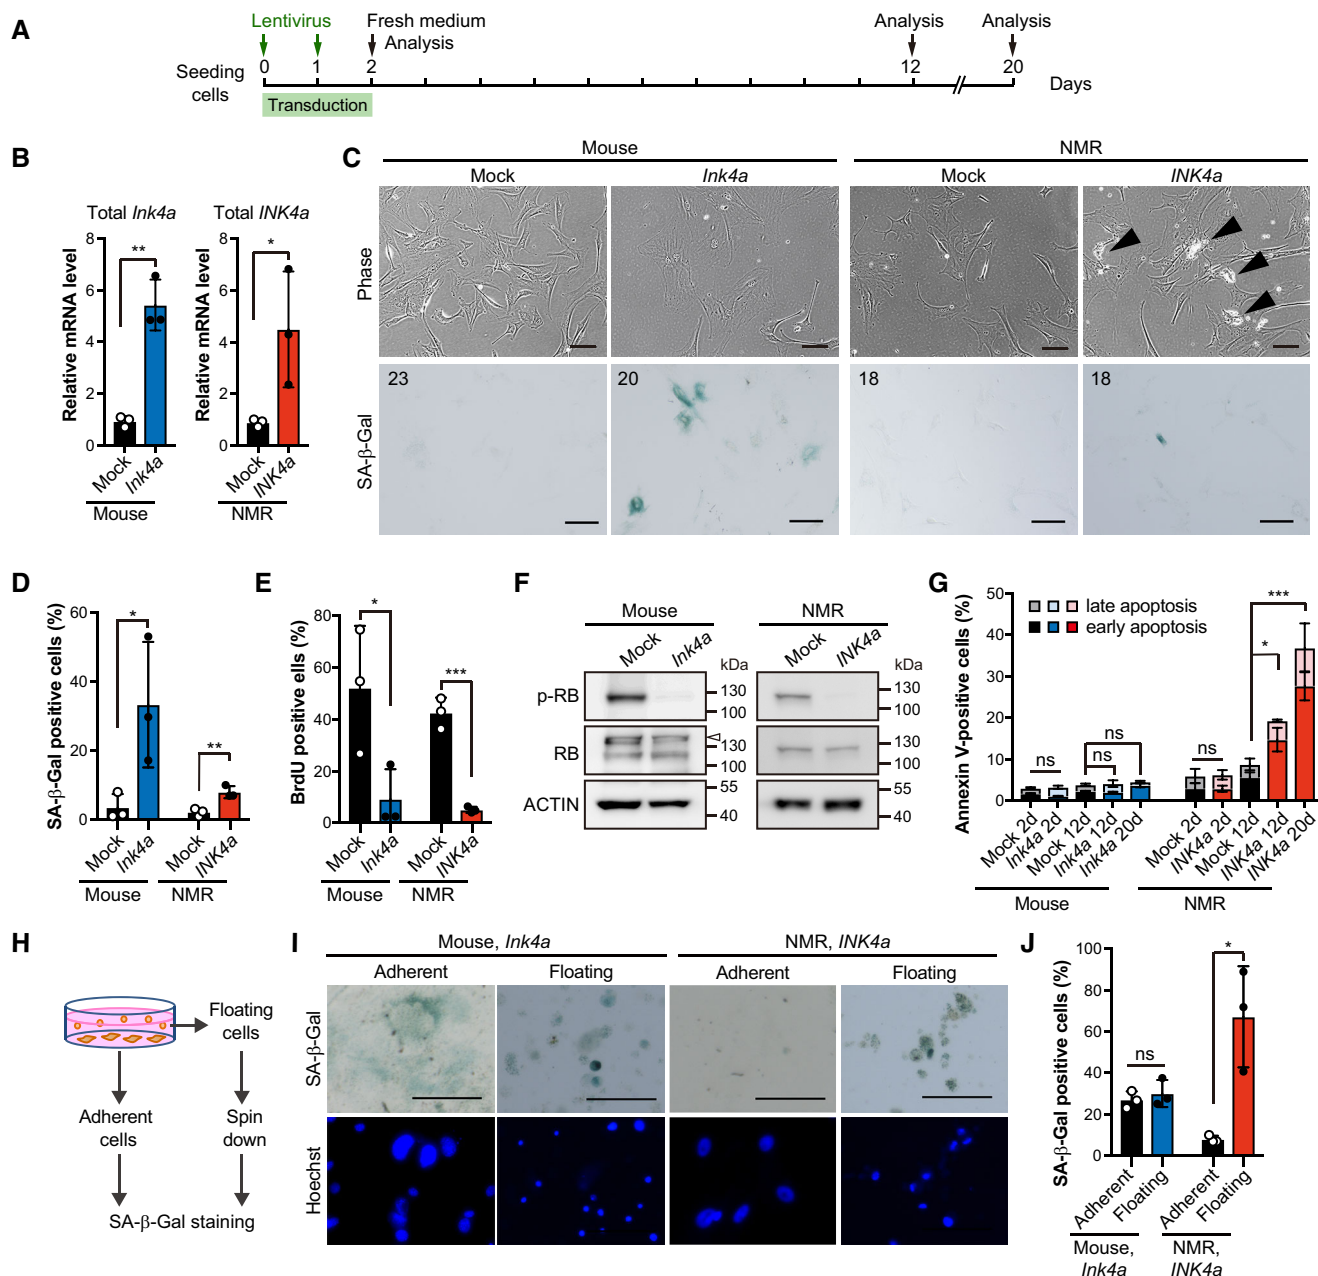 A
Lentivirus
Fresh medium
Analysis
Analysis
Analysis
Seeding
cells
0 1 2 12 20 Days
Transduction
B
Total Ink4a
Total INK4a
Relative mRNA level
8
6
4
2
0
**
Mock
Ink4a
Mouse
Relative mRNA level
8
6
4
2
0
*
Mock
INK4a
NMR
C
Mouse
NMR
Mock
Ink4a
Mock
INK4a
Phase
SA-β-Gal
23
20
18
18
D
SA-β-Gal positive cells (%)
60
40
20
0
*
**
Mock
Ink4a
Mock
INK4a
Mouse
NMR
E
BrdU positive ells (%)
80
60
40
20
0
*
***
Mock
Ink4a
Mock
INK4a
Mouse
NMR
F
Mouse
NMR
Mock
Ink4a
kDa
Mock
INK4a
kDa
p-RB
130
100
130
100
RB
130
100
130
100
ACTIN
55
40
55
40
G
Annexin V-positive cells (%)
50
40
30
20
10
0
late apoptosis
early apoptosis
ns
ns
ns
ns
*
***
Mock 2d
Ink4a 2d
Mock 12d
Ink4a 12d
Ink4a 20d
Mock 2d
INK4a 2d
Mock 12d
INK4a 12d
INK4a 20d
Mouse
NMR
H
Floating
cells
Adherent
cells
Spin
down
SA-β-Gal staining
I
Mouse, Ink4a
NMR, INK4a
Adherent
Floating
Adherent
Floating
SA-β-Gal
Hoechst
J
SA-β-Gal positive cells (%)
100
80
60
40
20
0
ns
*
Adherent
Floating
Adherent
Floating
Mouse,
Ink4a
NMR,
INK4a